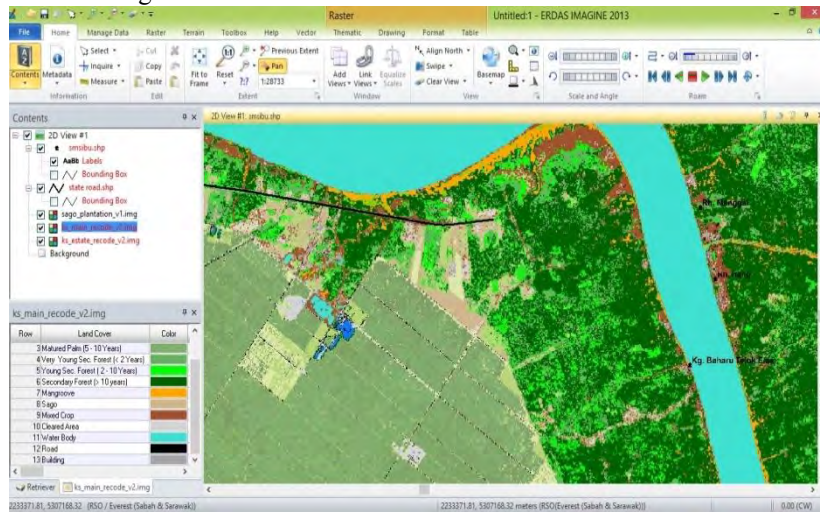 Raster
Untitled:1 - ERDAS IMAGINE 2013
File Home Manage Data Raster Terrain Toolbox Help Vector Thematic Drawing Format Table
Contents Metadata
Select
Inquire
Measure
Information
Cut
Copy
Paste
Edit
Fit to Frame
Reset
1:1
Previous Extent
Pan
1:28733
Extent
Add Views
Link Views
Equalize Scales
Window
Align North
Swipe
Clear View
Basemap
View
Scale and Angle
Roam
Contents
2D View #1: smsibu.shp
2D View #1
smsibu.shp
AaBb Labels
Bounding Box
state road.shp
Bounding Box
sago_plantation_v1.img
ks_main_recode_v2.img
ks_estate_recode_v2.img
Background
Kg. Baharu
ks_main_recode_v2.img
Row Land Cover Color
3 Matured Palm (5 - 10 Years)
4 Very Young Sec. Forest (< 2 Years)
5 Young Sec. Forest ( 2 - 10 Years)
6 Secondary Forest (> 10 years)
7 Mangroove
8 Sago
9 Mixed Crop
10 Cleared Area
11 Water Body
12 Road
13 Building
Retriever ks_main_recode_v2.img
2233371.81, 5307168.32 (RSO / Everest (Sabah & Sarawak))
2233371.81, 5307168.32 meters (RSO(Everest (Sabah & Sarawak)))
0.00 (CW)